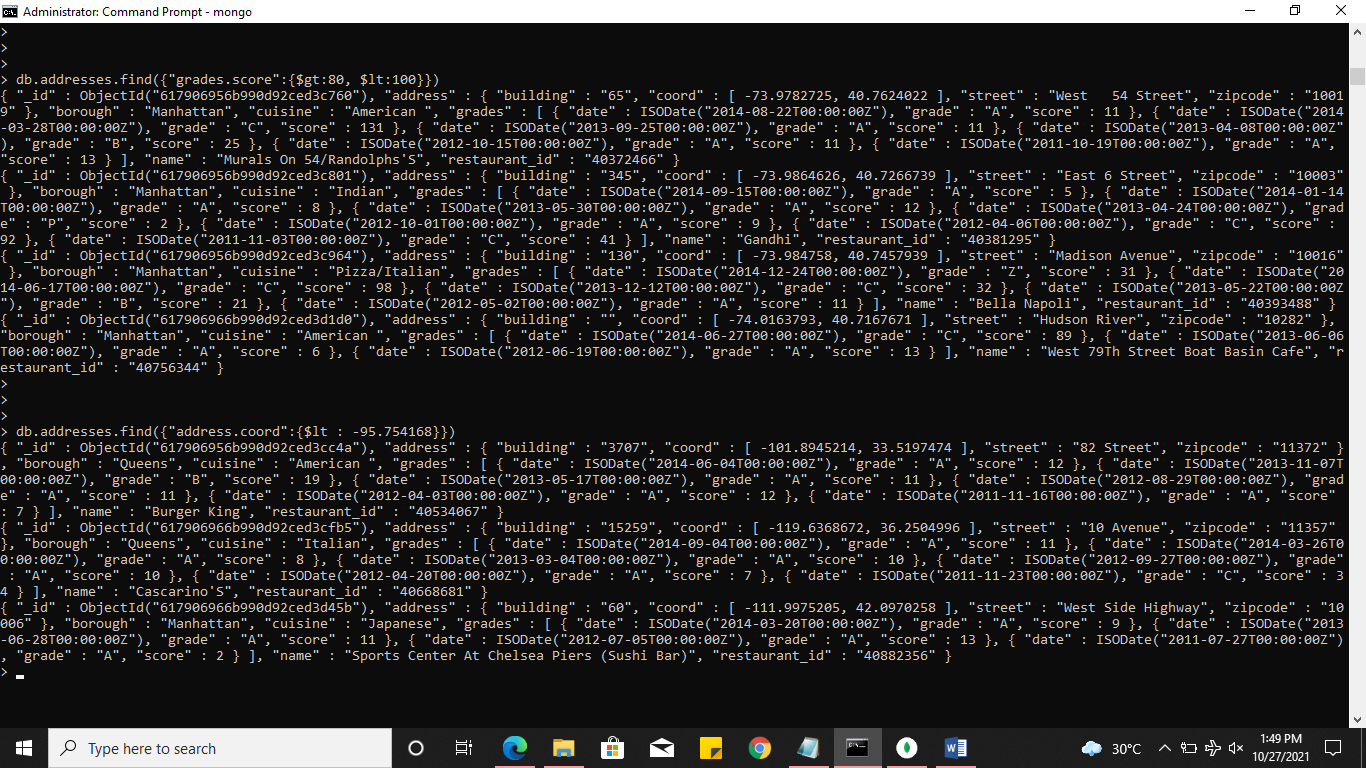 Administrator: Command Prompt - mongo
>
>
>
> db.addresses.find({"grades.score":{$gt:80, $lt:100}})
{ "_id" : ObjectId("617906956b990d92ced3c760"), "address" : { "building" : "65", "coord" : [ -73.9782725, 40.7624022 ], "street" : "West   54 Street", "zipcode" : "1001
9" }, "borough" : "Manhattan", "cuisine" : "American ", "grades" : [ { "date" : ISODate("2014-08-22T00:00:00Z"), "grade" : "A", "score" : 11 }, { "date" : ISODate("2014
-03-28T00:00:00Z"), "grade" : "C", "score" : 131 }, { "date" : ISODate("2013-09-25T00:00:00Z"), "grade" : "A", "score" : 11 }, { "date" : ISODate("2013-04-08T00:00:00Z"
), "grade" : "B", "score" : 25 }, { "date" : ISODate("2012-10-15T00:00:00Z"), "grade" : "A", "score" : 11 }, { "date" : ISODate("2011-10-19T00:00:00Z"), "grade" : "A",
"score" : 13 } ], "name" : "Murals On 54/Randolphs'S", "restaurant_id" : "40372466" }
{ "_id" : ObjectId("617906956b990d92ced3c801"), "address" : { "building" : "345", "coord" : [ -73.9864626, 40.7266739 ], "street" : "East 6 Street", "zipcode" : "10003"
 }, "borough" : "Manhattan", "cuisine" : "Indian", "grades" : [ { "date" : ISODate("2014-09-15T00:00:00Z"), "grade" : "A", "score" : 5 }, { "date" : ISODate("2014-01-14
T00:00:00Z"), "grade" : "A", "score" : 8 }, { "date" : ISODate("2013-05-30T00:00:00Z"), "grade" : "A", "score" : 12 }, { "date" : ISODate("2013-04-24T00:00:00Z"), "grad
e" : "P", "score" : 2 }, { "date" : ISODate("2012-10-01T00:00:00Z"), "grade" : "A", "score" : 9 }, { "date" : ISODate("2012-04-06T00:00:00Z"), "grade" : "C", "score" :
92 }, { "date" : ISODate("2011-11-03T00:00:00Z"), "grade" : "C", "score" : 41 } ], "name" : "Gandhi", "restaurant_id" : "40381295" }
{ "_id" : ObjectId("617906956b990d92ced3c964"), "address" : { "building" : "130", "coord" : [ -73.984758, 40.7457939 ], "street" : "Madison Avenue", "zipcode" : "10016"
 }, "borough" : "Manhattan", "cuisine" : "Pizza/Italian", "grades" : [ { "date" : ISODate("2014-12-24T00:00:00Z"), "grade" : "Z", "score" : 31 }, { "date" : ISODate("20
14-06-17T00:00:00Z"), "grade" : "C", "score" : 98 }, { "date" : ISODate("2013-12-12T00:00:00Z"), "grade" : "C", "score" : 32 }, { "date" : ISODate("2013-05-22T00:00:00Z
"), "grade" : "B", "score" : 21 }, { "date" : ISODate("2012-05-02T00:00:00Z"), "grade" : "A", "score" : 11 } ], "name" : "Bella Napoli", "restaurant_id" : "40393488" }
{ "_id" : ObjectId("617906966b990d92ced3d1d0"), "address" : { "building" : "", "coord" : [ -74.0163793, 40.7167671 ], "street" : "Hudson River", "zipcode" : "10282" },
"borough" : "Manhattan", "cuisine" : "American ", "grades" : [ { "date" : ISODate("2014-06-27T00:00:00Z"), "grade" : "C", "score" : 89 }, { "date" : ISODate("2013-06-06
T00:00:00Z"), "grade" : "A", "score" : 6 }, { "date" : ISODate("2012-06-19T00:00:00Z"), "grade" : "A", "score" : 13 } ], "name" : "West 79Th Street Boat Basin Cafe", "r
estaurant_id" : "40756344" }
>
>
>
> db.addresses.find({"address.coord":{$lt : -95.754168}})
{ "_id" : ObjectId("617906966b990d92ced3cc4a"), "address" : { "building" : "3707", "coord" : [ -101.8945214, 33.5197474 ], "street" : "82 Street", "zipcode" : "11372" }
, "borough" : "Queens", "cuisine" : "American ", "grades" : [ { "date" : ISODate("2014-06-04T00:00:00Z"), "grade" : "A", "score" : 12 }, { "date" : ISODate("2013-11-07T
00:00:00Z"), "grade" : "B", "score" : 19 }, { "date" : ISODate("2013-05-17T00:00:00Z"), "grade" : "A", "score" : 11 }, { "date" : ISODate("2012-08-29T00:00:00Z"), "grad
e" : "A", "score" : 11 }, { "date" : ISODate("2012-04-03T00:00:00Z"), "grade" : "A", "score" : 12 }, { "date" : ISODate("2011-11-16T00:00:00Z"), "grade" : "A", "score"
: 7 } ], "name" : "Burger King", "restaurant_id" : "40534067" }
{ "_id" : ObjectId("617906966b990d92ced3cfb5"), "address" : { "building" : "15259", "coord" : [ -119.6368672, 36.2504996 ], "street" : "10 Avenue", "zipcode" : "11357"
}, "borough" : "Queens", "cuisine" : "Italian", "grades" : [ { "date" : ISODate("2014-09-04T00:00:00Z"), "grade" : "A", "score" : 11 }, { "date" : ISODate("2014-03-26T0
0:00:00Z"), "grade" : "A", "score" : 8 }, { "date" : ISODate("2013-03-04T00:00:00Z"), "grade" : "A", "score" : 10 }, { "date" : ISODate("2012-09-27T00:00:00Z"), "grade"
 : "A", "score" : 10 }, { "date" : ISODate("2012-04-20T00:00:00Z"), "grade" : "A", "score" : 7 }, { "date" : ISODate("2011-11-23T00:00:00Z"), "grade" : "C", "score" : 3
4 } ], "name" : "Cascarino'S", "restaurant_id" : "40668681" }
{ "_id" : ObjectId("617906966b990d92ced3d45b"), "address" : { "building" : "60", "coord" : [ -111.9975205, 42.0970258 ], "street" : "West Side Highway", "zipcode" : "10
006" }, "borough" : "Manhattan", "cuisine" : "Japanese", "grades" : [ { "date" : ISODate("2014-03-20T00:00:00Z"), "grade" : "A", "score" : 9 }, { "date" : ISODate("2013
-06-28T00:00:00Z"), "grade" : "A", "score" : 11 }, { "date" : ISODate("2012-07-05T00:00:00Z"), "grade" : "A", "score" : 13 }, { "date" : ISODate("2011-07-27T00:00:00Z")
, "grade" : "A", "score" : 2 } ], "name" : "Sports Center At Chelsea Piers (Sushi Bar)", "restaurant_id" : "40882356" }
>
Type here to search
30°C
1:49 PM
10/27/2021